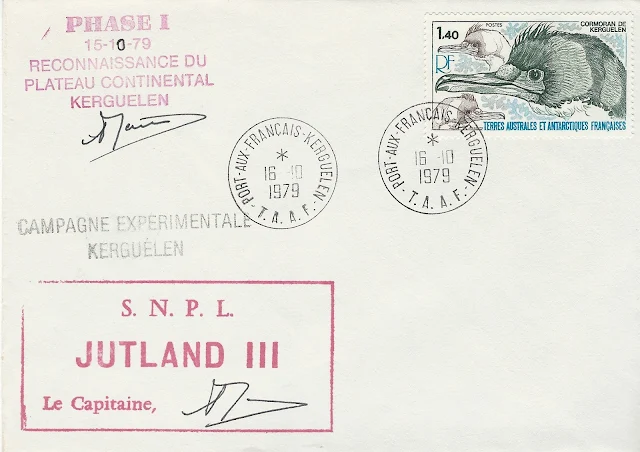 PHASE I
15-10-79
RECONNAISSANCE DU
PLATEAU CONTINENTAL
KERGUELEN
1.40
POSTES
CORMORAN DE
KERGUELEN
RF
TERRES AUSTRALES ET ANTARCTIQUES FRANÇAISES
PORT-AUX-FRANCAIS-KERGUELEN
*
16-10
1979
-T.A.A.F.-
PORT-AUX-FRANCAIS-KERGUELEN
*
16-10
1979
-T.A.A.F.-
CAMPAGNE EXPERIMENTALE
KERGUÉLEN
S. N. P. L.
JUTLAND III
Le Capitaine,